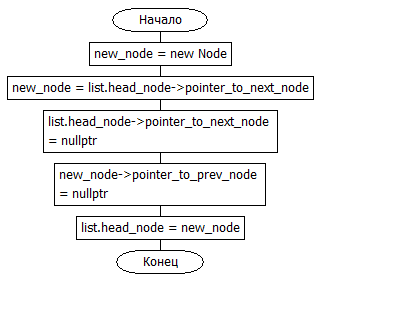 Начало
new_node = new Node
new_node = list.head_node->pointer_to_next_node
list.head_node->pointer_to_next_node
= nullptr
new_node->pointer_to_prev_node
= nullptr
list.head_node = new_node
Конец